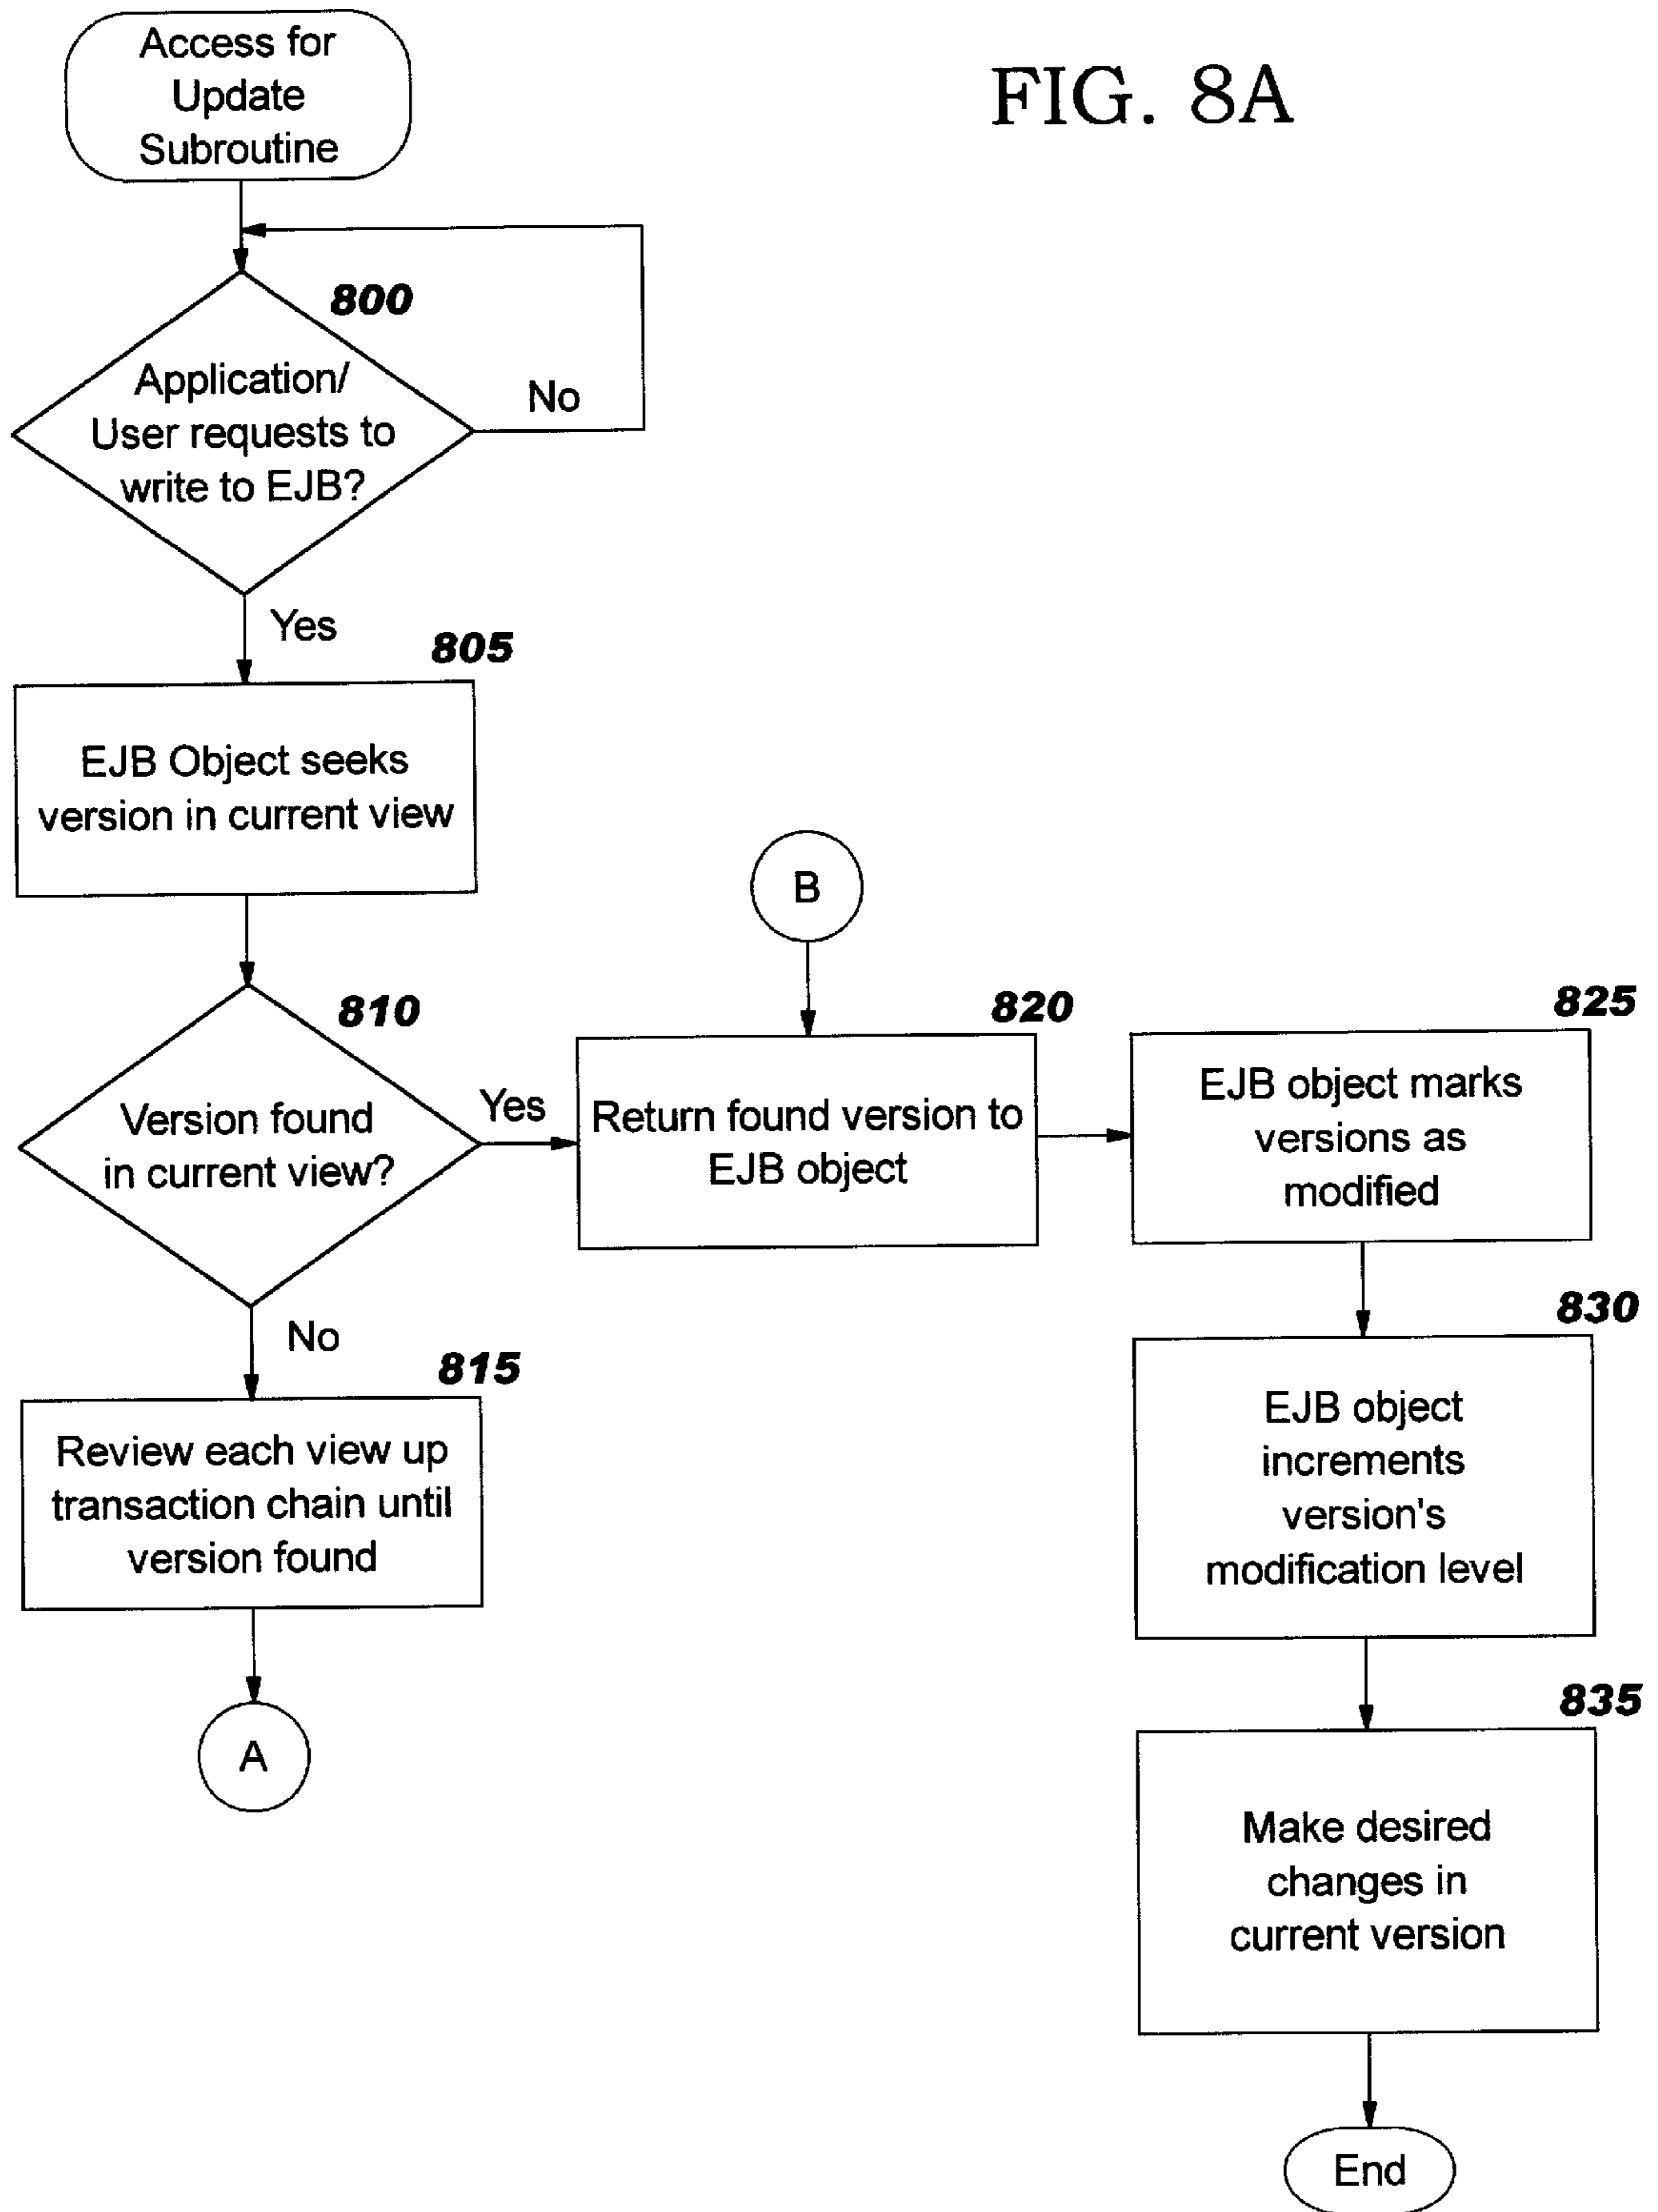 Access for
Update
Subroutine
FIG. 8A
800
Application/
User requests to
write to EJB?
No
Yes
805
EJB Object seeks
version in current view
810
Version found
in current view?
Yes
No
815
Review each view up
transaction chain until
version found
A
B
820
Return found version to
EJB object
825
EJB object marks
versions as
modified
830
EJB object
increments
version's
modification level
835
Make desired
changes in
current version
End